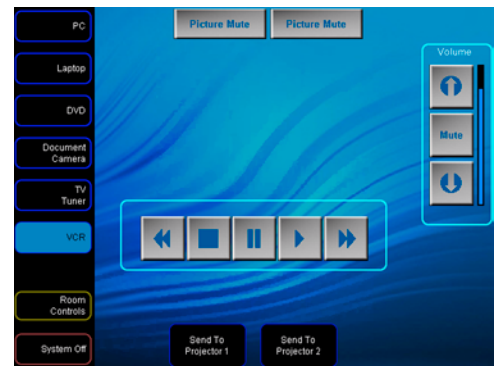 PC
Laptop
DVD
Document
Camera
TV
Tuner
VCR
Room
Controls
System Off
Picture Mute
Picture Mute
Volume
Mute
Send To
Projector 1
Send To
Projector 2